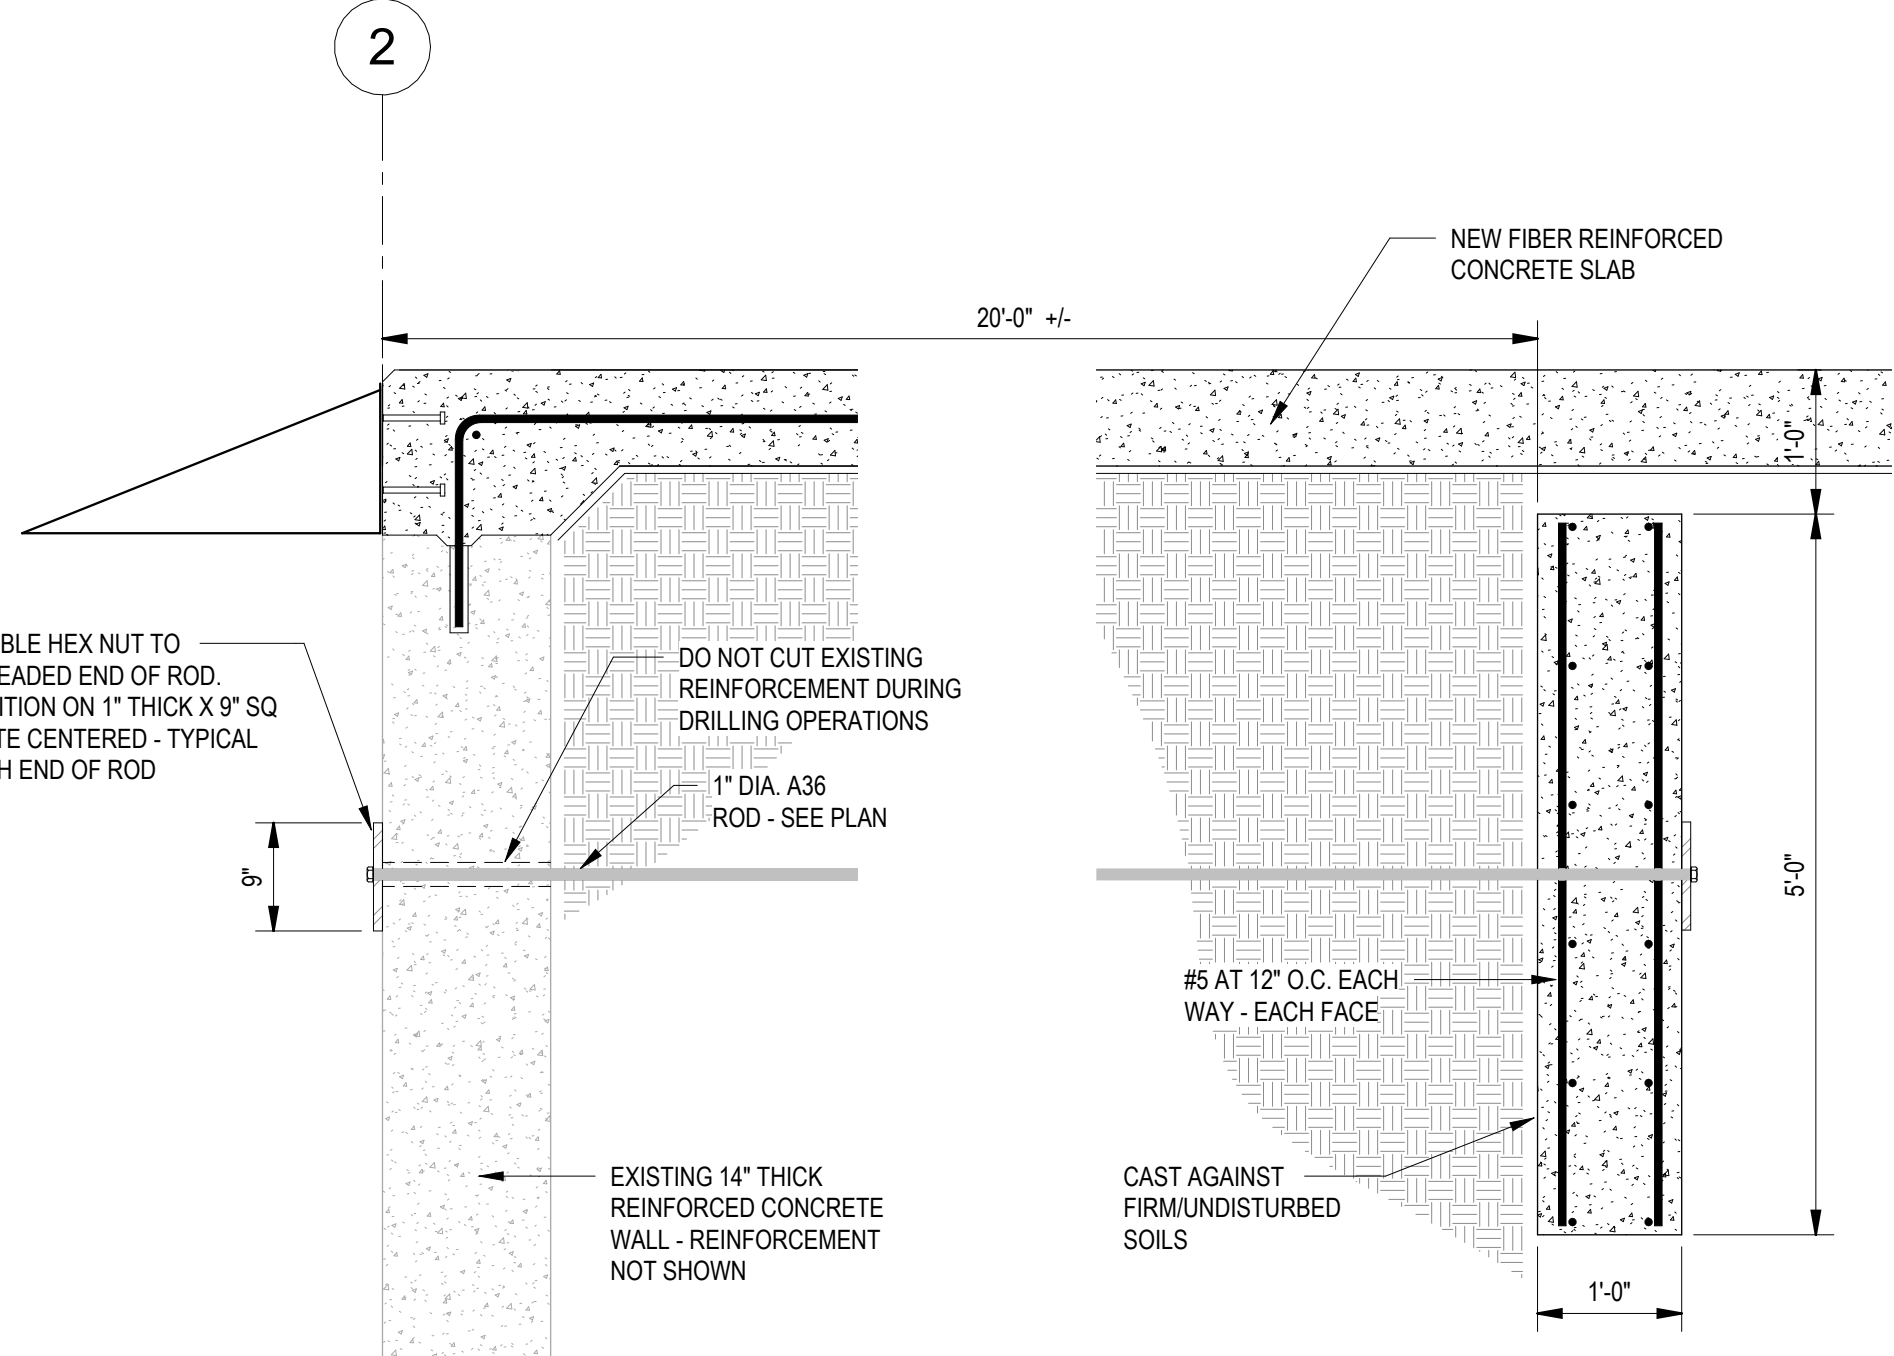 2
NEW FIBER REINFORCED
CONCRETE SLAB
20'-0" +/-
1'-0"
BLE HEX NUT TO
EADED END OF ROD.
ITION ON 1" THICK X 9" SQ
TE CENTERED - TYPICAL
H END OF ROD
DO NOT CUT EXISTING
REINFORCEMENT DURING
DRILLING OPERATIONS
1" DIA. A36
ROD - SEE PLAN
9"
5'-0"
#5 AT 12" O.C. EACH
WAY - EACH FACE
EXISTING 14" THICK
REINFORCED CONCRETE
WALL - REINFORCEMENT
NOT SHOWN
CAST AGAINST
FIRM/UNDISTURBED
SOILS
1'-0"